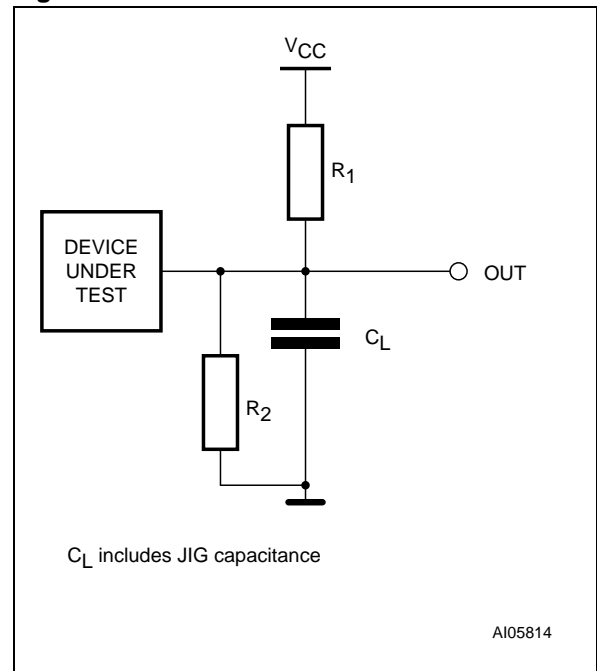 VCC
R1
DEVICE
UNDER
TEST
OUT
CL
R2
CL includes JIG capacitance
AI05814